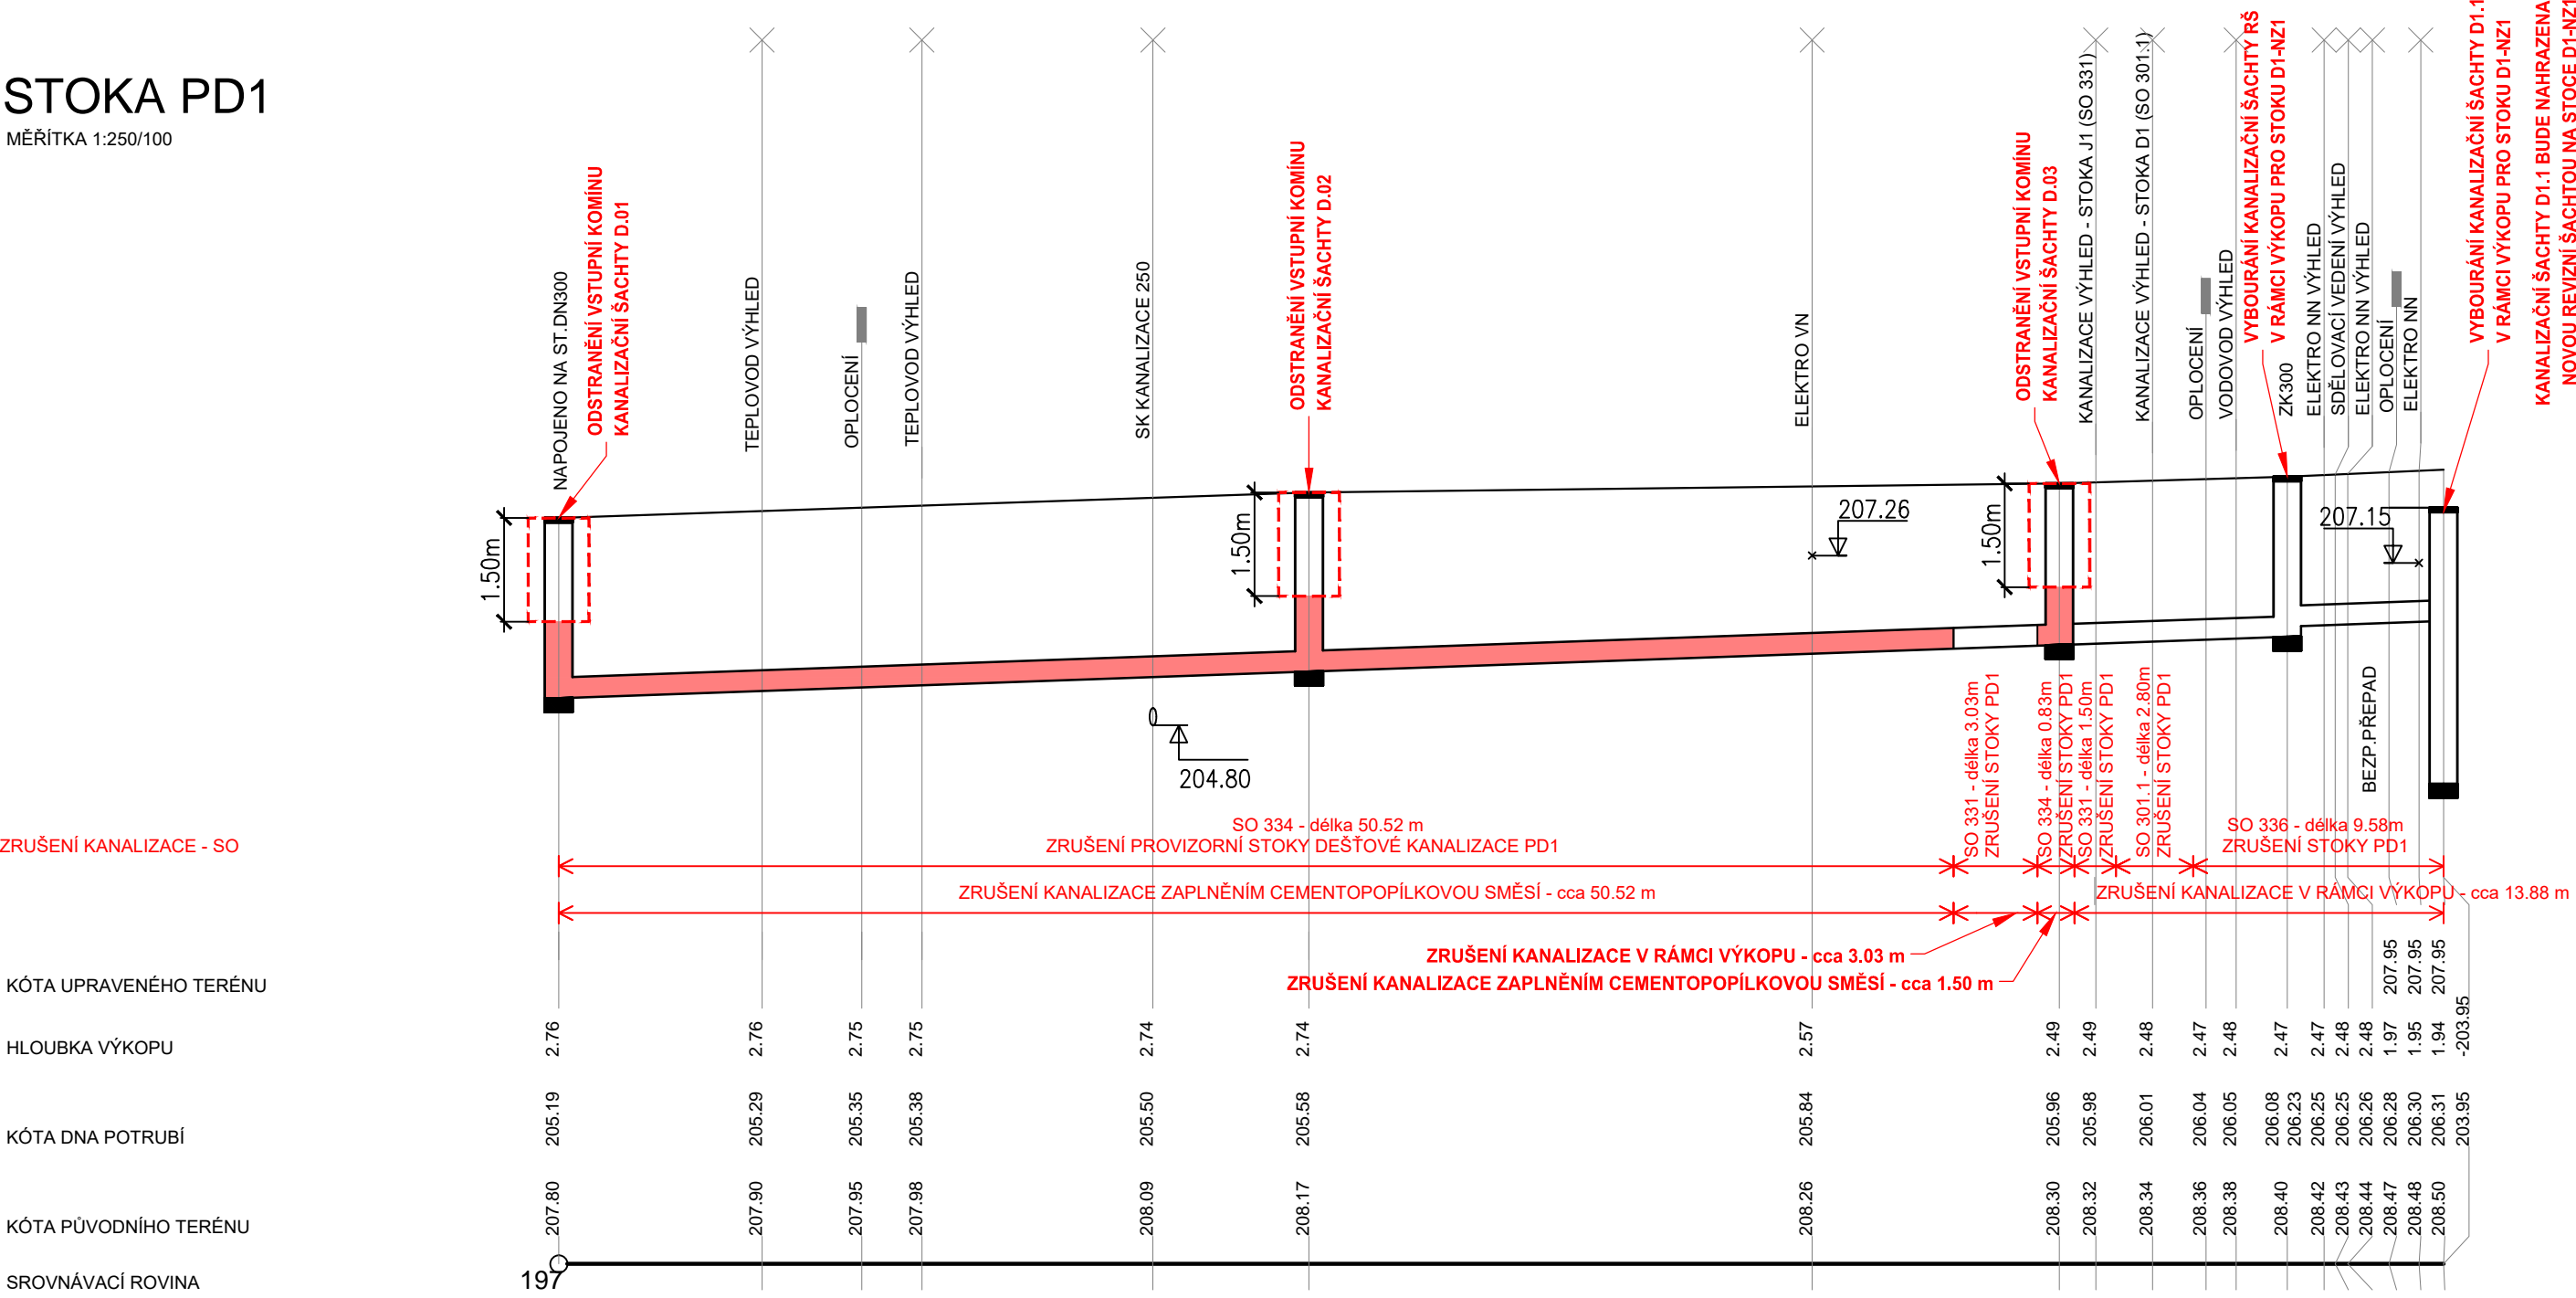 STOKA PD1
MĚŘÍTKA 1:250/100
NAPOJENO NA ST.DN300
ODSTRANĚNÍ VSTUPNÍ KOMÍNU
KANALIZAČNÍ ŠACHTY D.01
TEPLOVOD VÝHLED
OPLOCENÍ
TEPLOVOD VÝHLED
SK KANALIZACE 250
ODSTRANĚNÍ VSTUPNÍ KOMÍNU
KANALIZAČNÍ ŠACHTY D.02
ELEKTRO VN
ODSTRANĚNÍ VSTUPNÍ KOMÍNU
KANALIZAČNÍ ŠACHTY D.03
KANALIZACE VÝHLED - STOKA J1 (SO 331)
KANALIZACE VÝHLED - STOKA D1 (SO 301.1)
OPLOCENÍ
VODOVOD VÝHLED
VYBOURÁNÍ KANALIZAČNÍ ŠACHTY RŠ
V RÁMCI VÝKOPU PRO STOKU D1-NZ1
ZK300
ELEKTRO NN VÝHLED
SDĚLOVACÍ VEDENÍ VÝHLED
ELEKTRO NN VÝHLED
OPLOCENÍ
ELEKTRO NN
VYBOURÁNÍ KANALIZAČNÍ ŠACHTY D1.1
V RÁMCI VÝKOPU PRO STOKU D1-NZ1
KANALIZAČNÍ ŠACHTY D1.1 BUDE NAHRAZENA
NOVOU REVIZNÍ ŠACHTOU NA STOCE D1-NZ1
1.50m
1.50m
207.26
1.50m
207.15
0
204.80
BEZP.PŘEPAD
SO 331 - délka 3.03m
ZRUŠENÍ STOKY PD1
SO 334 - délka 0.83m
ZRUŠENÍ STOKY PD1
SO 331 - délka 1.50m
ZRUŠENÍ STOKY PD1
SO 301.1 - délka 2.80m
ZRUŠENÍ STOKY PD1
ZRUŠENÍ KANALIZACE - SO
SO 334 - délka 50.52 m
ZRUŠENÍ PROVIZORNÍ STOKY DEŠŤOVÉ KANALIZACE PD1
SO 336 - délka 9.58m
ZRUŠENÍ STOKY PD1
ZRUŠENÍ KANALIZACE ZAPLNĚNÍM CEMENTOPOPÍLKOVOU SMĚSÍ - cca 50.52 m
ZRUŠENÍ KANALIZACE V RÁMCI VÝKOPU - cca 13.88 m
ZRUŠENÍ KANALIZACE V RÁMCI VÝKOPU - cca 3.03 m
ZRUŠENÍ KANALIZACE ZAPLNĚNÍM CEMENTOPOPÍLKOVOU SMĚSÍ - cca 1.50 m
KÓTA UPRAVENÉHO TERÉNU 207.95 207.95 207.95
HLOUBKA VÝKOPU 2.76 2.76 2.75 2.75 2.74 2.74 2.57 2.49 2.49 2.48 2.47 2.48 2.47 2.47 2.48 2.48 1.97 1.95 1.94 -203.95
KÓTA DNA POTRUBÍ 205.19 205.29 205.35 205.38 205.50 205.58 205.84 205.96 205.98 206.01 206.04 206.05 206.08 206.23 206.25 206.25 206.26 206.28 206.30 206.31 203.95
KÓTA PŮVODNÍHO TERÉNU 207.80 207.90 207.95 207.98 208.09 208.17 208.26 208.30 208.32 208.34 208.36 208.38 208.40 208.42 208.43 208.44 208.47 208.48 208.50
SROVNÁVACÍ ROVINA 197